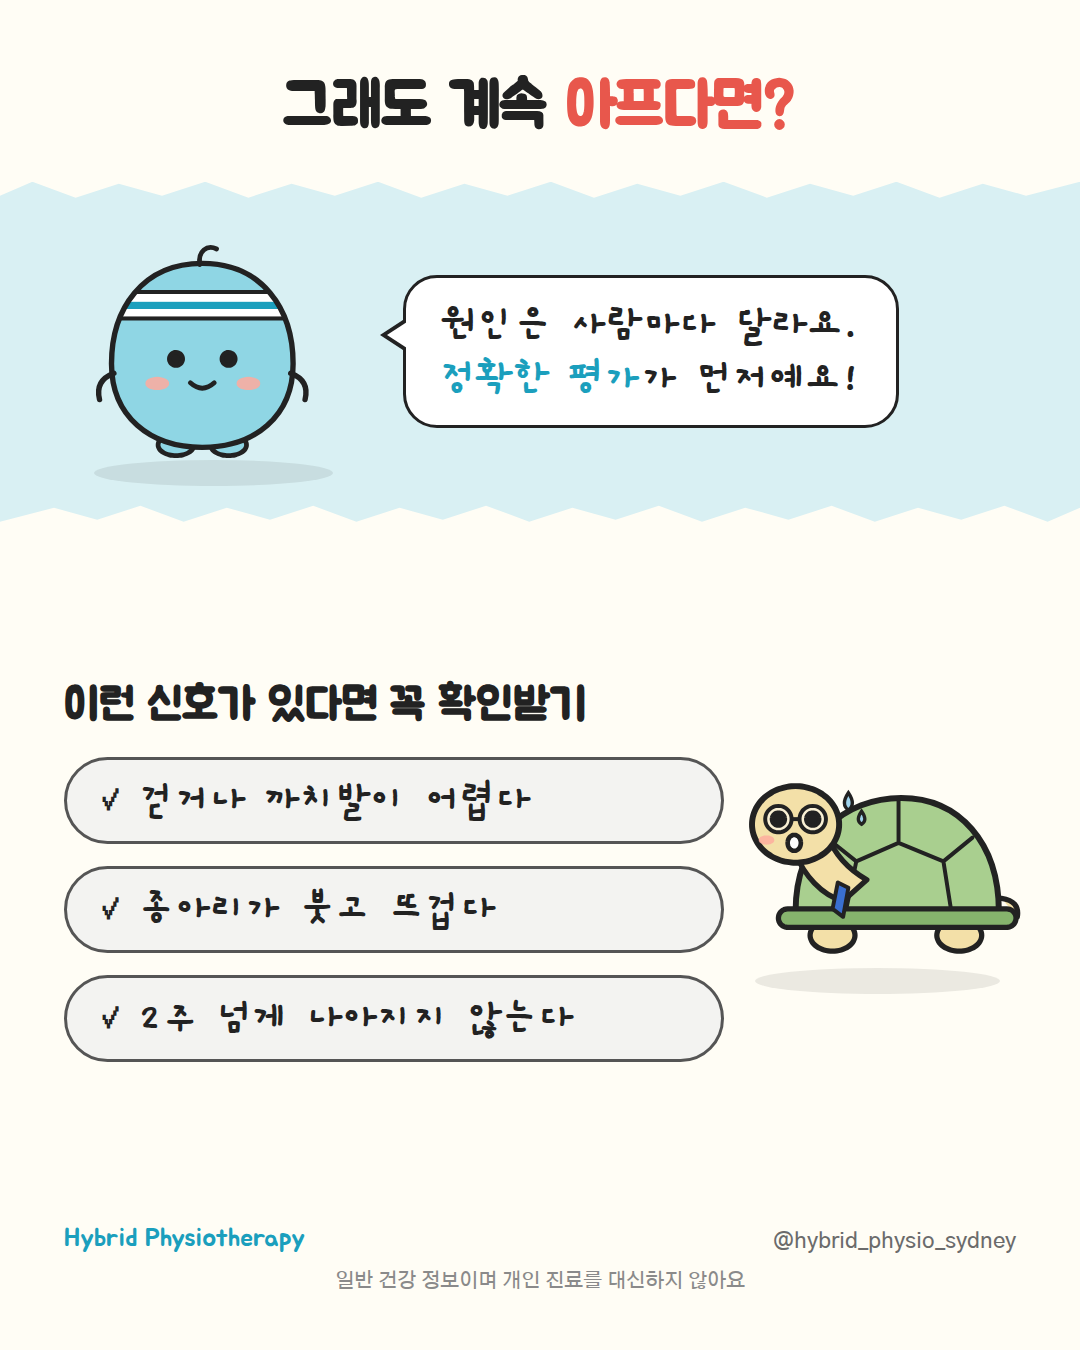 그래도 계속 아프다면?
원인은 사람마다 달라요.
정확한 평가가 먼저예요!
이런 신호가 있다면 꼭 확인받기
✓ 걷거나 까치발이 어렵다
✓ 종아리가 붓고 뜨겁다
✓ 2주 넘게 나아지지 않는다
Hybrid Physiotherapy
@hybrid_physio_sydney
일반 건강 정보이며 개인 진료를 대신하지 않아요